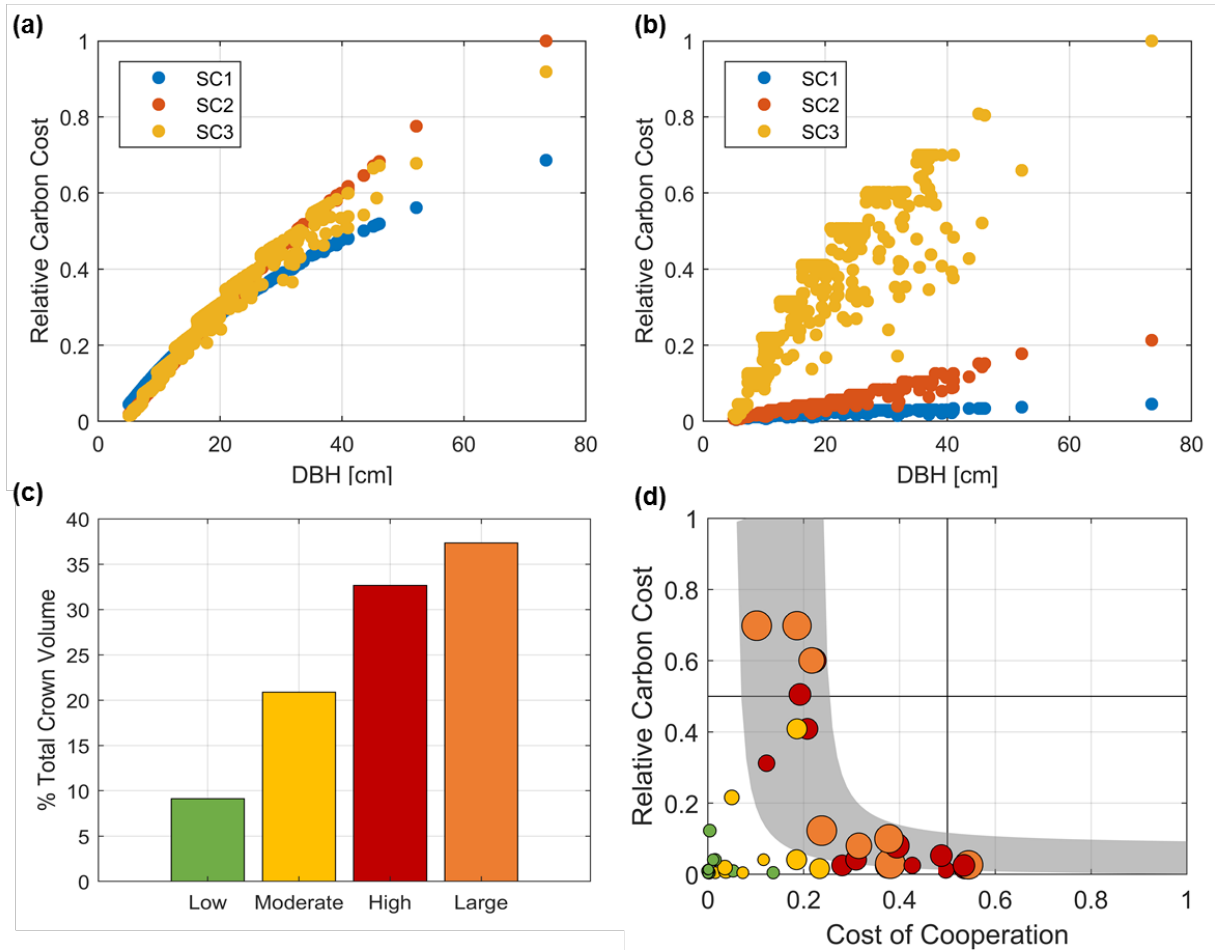 (a)
1
0.8
0.6
0.4
0.2
0
Relative Carbon Cost
SC1
SC2
SC3
0 20 40 60 80
DBH [cm]
(b)
1
0.8
0.6
0.4
0.2
0
Relative Carbon Cost
SC1
SC2
SC3
0 20 40 60 80
DBH [cm]
(c)
40
35
30
25
20
15
10
5
0
% Total Crown Volume
Low Moderate High Large
(d)
1
0.8
0.6
0.4
0.2
0
Relative Carbon Cost
0 0.2 0.4 0.6 0.8 1
Cost of Cooperation